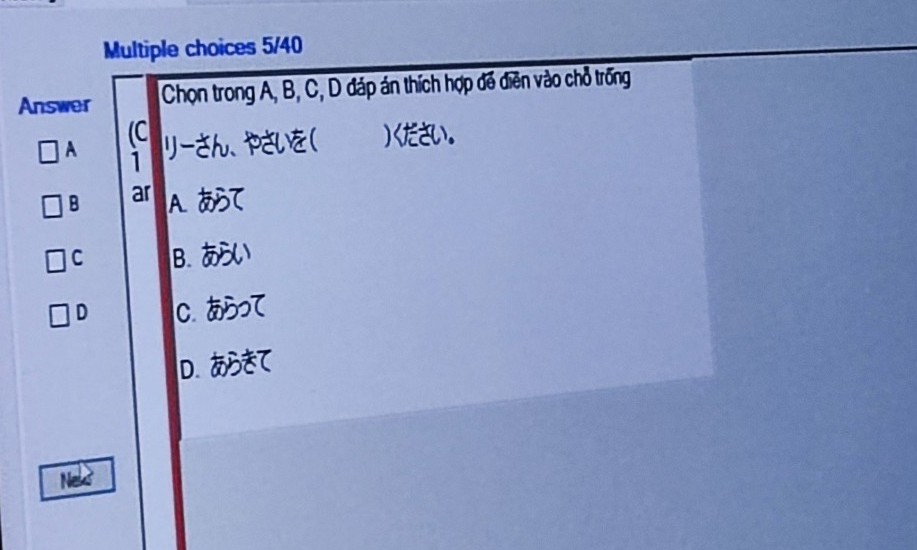 Multiple choices 5/40
Answer
A
B
C
D
(C
1
ar
Chọn trong A, B, C, D đáp án thích hợp để điền vào chỗ trống
リーさん、やさいを( )ください。
A. あらて
B. あらい
C. あらって
D. あらきて